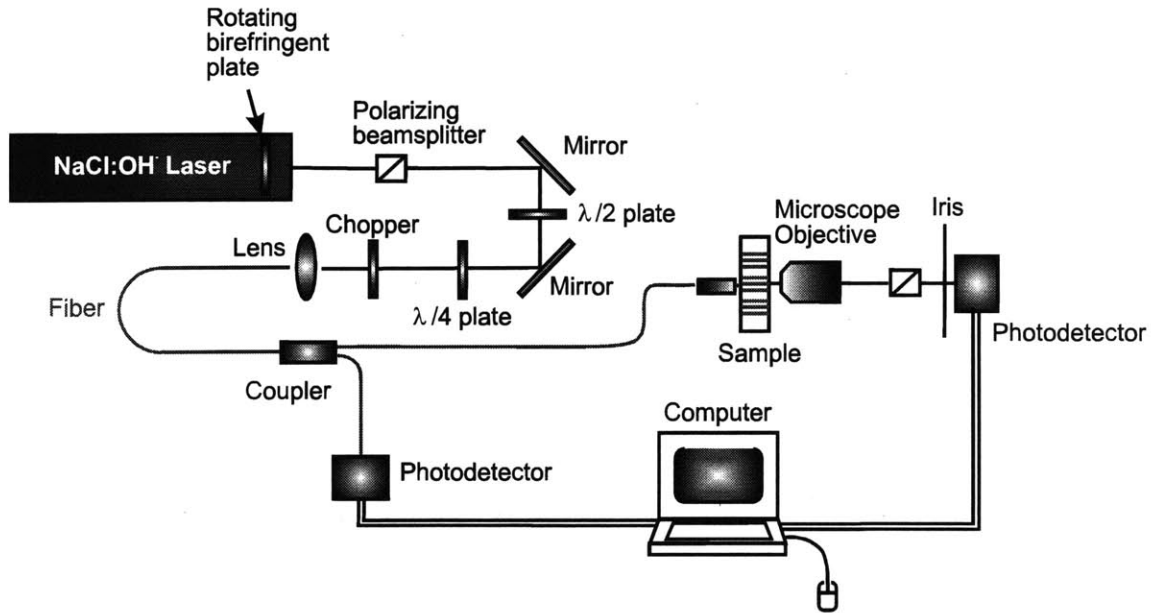 Rotating
birefringent
plate
Polarizing
beamsplitter
Mirror
NaCl:OH⁻ Laser
λ/2 plate
Microscope
Objective
Iris
Chopper
Lens
Mirror
Fiber
λ/4 plate
Sample
Photodetector
Coupler
Computer
Photodetector